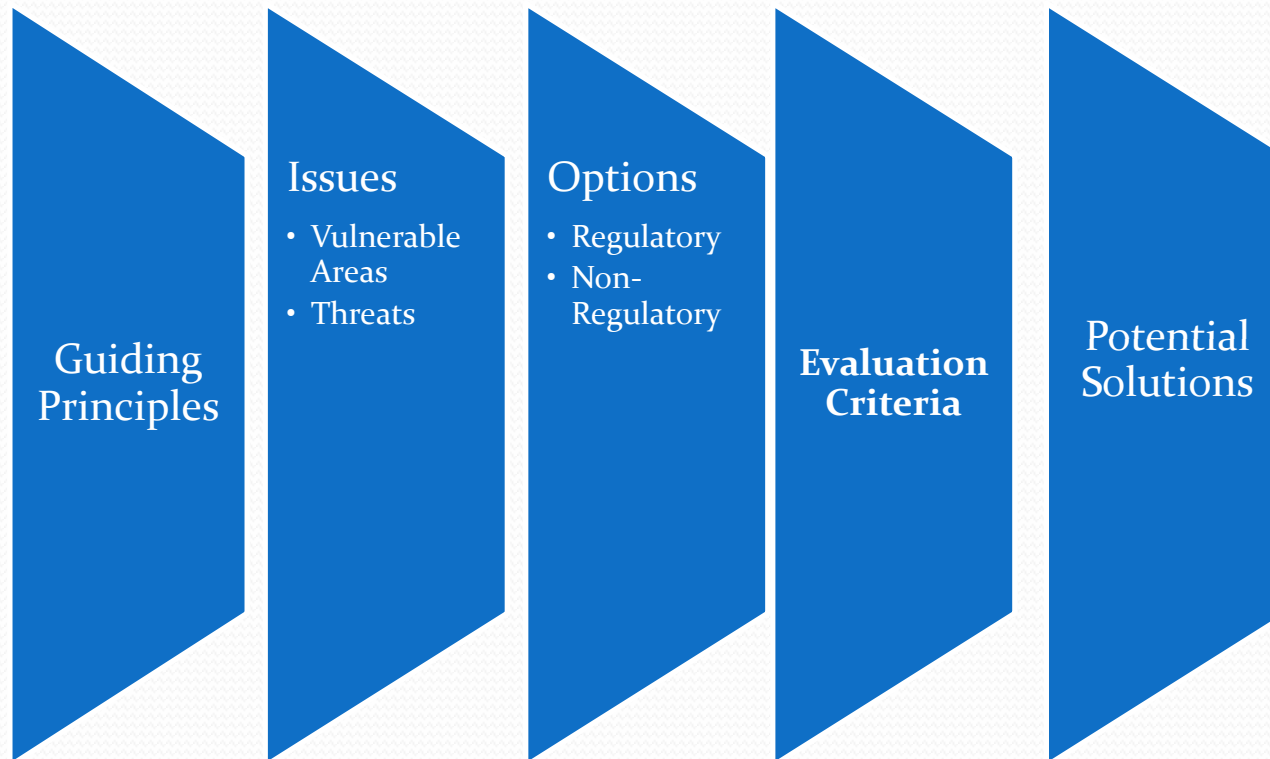 Guiding
Principles
Issues
• Vulnerable
Areas
• Threats
Options
• Regulatory
• Non-
Regulatory
Evaluation
Criteria
Potential
Solutions